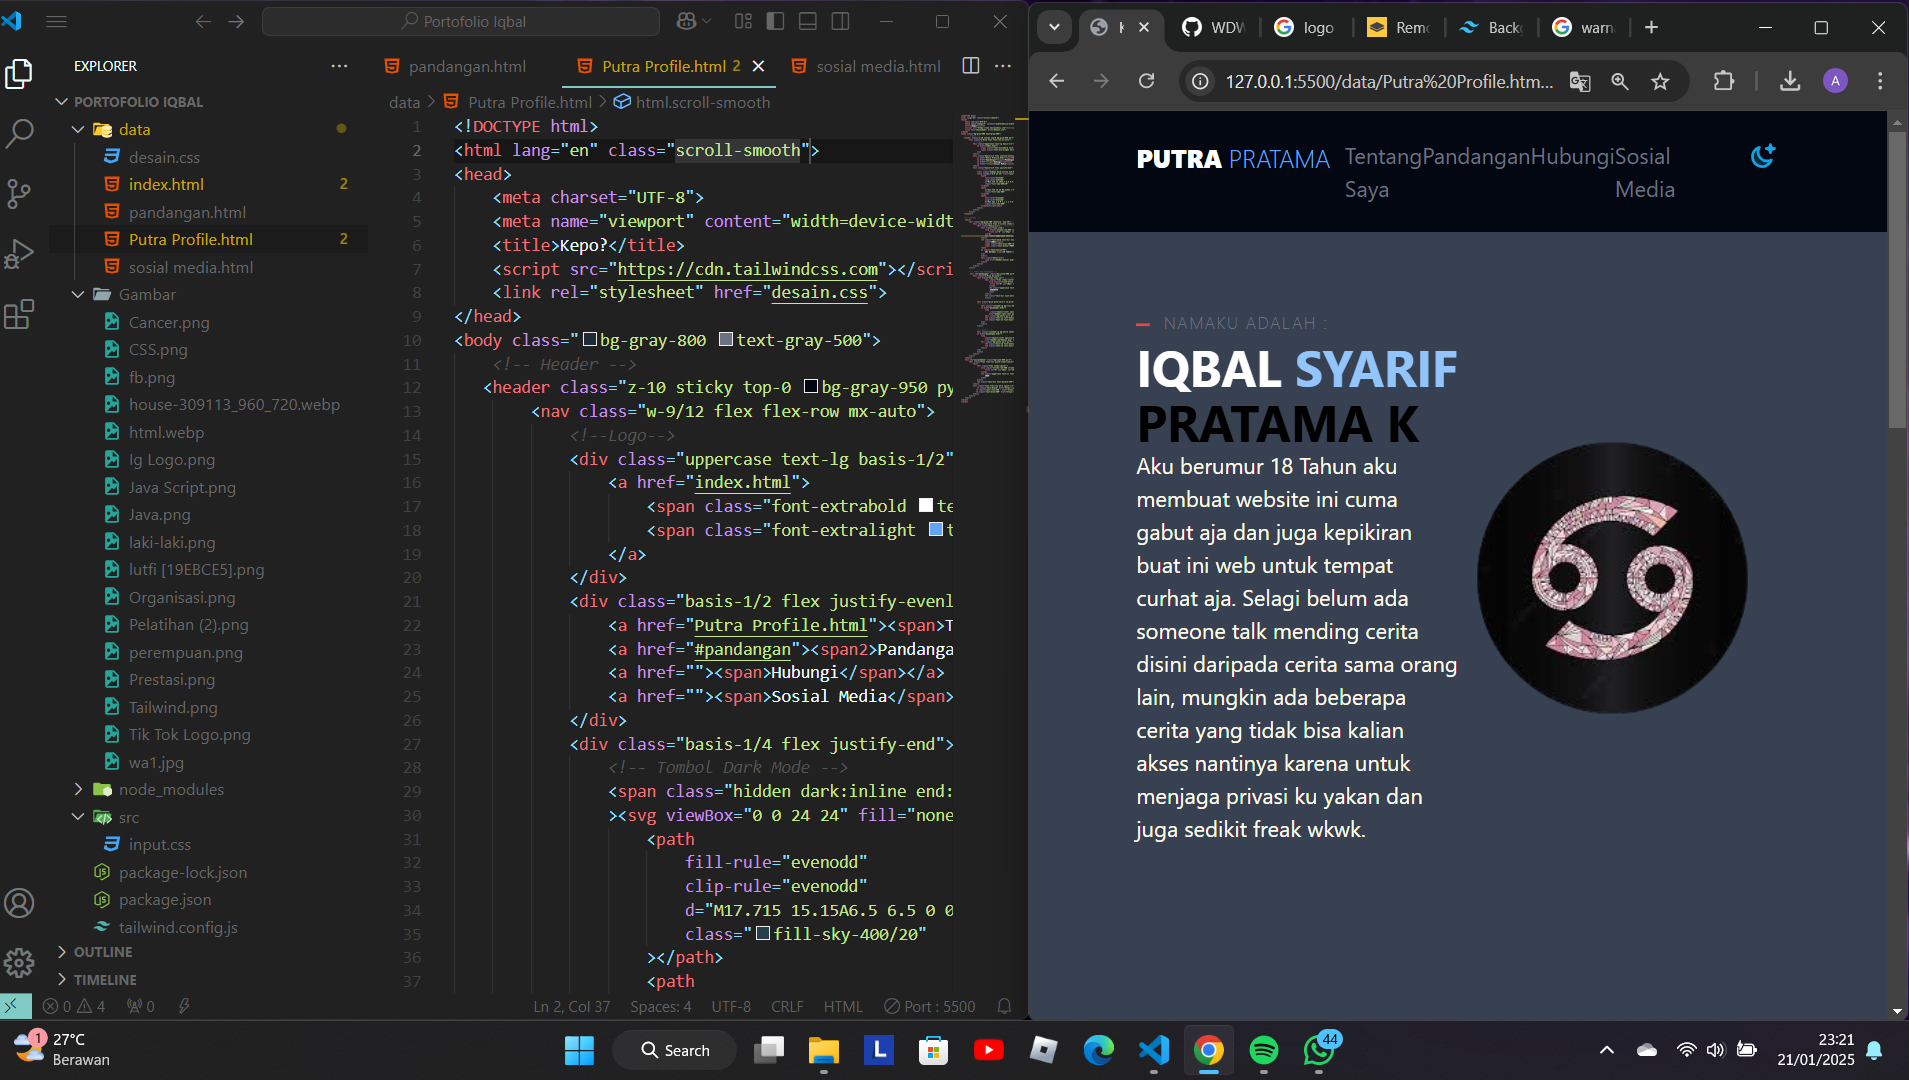 Portofolio Iqbal
EXPLORER
PORTOFOLIO IQBAL
data
desain.css
index.html 2
pandangan.html
Putra Profile.html 2
sosial media.html
Gambar
Cancer.png
CSS.png
fb.png
house-309113_960_720.webp
html.webp
Ig Logo.png
Java Script.png
Java.png
laki-laki.png
lutfi [19EBCE5].png
Organisasi.png
Pelatihan (2).png
perempuan.png
Prestasi.png
Tailwind.png
Tik Tok Logo.png
wa1.jpg
node_modules
src
input.css
package-lock.json
package.json
tailwind.config.js
OUTLINE
TIMELINE
pandangan.html Putra Profile.html 2 sosial media.html
data > Putra Profile.html > html.scroll-smooth
1 <!DOCTYPE html>
2 <html lang="en" class="scroll-smooth">
3 <head>
4 <meta charset="UTF-8">
5 <meta name="viewport" content="width=device-widt
6 <title>Kepo?</title>
7 <script src="https://cdn.tailwindcss.com"></scri
8 <link rel="stylesheet" href="desain.css">
9 </head>
10 <body class="bg-gray-800 text-gray-500">
11 <!-- Header -->
12 <header class="z-10 sticky top-0 bg-gray-950 py
13 <nav class="w-9/12 flex flex-row mx-auto">
14 <!--Logo-->
15 <div class="uppercase text-lg basis-1/2"
16 <a href="index.html">
17 <span class="font-extrabold te
18 <span class="font-extralight t
19 </a>
20 </div>
21 <div class="basis-1/2 flex justify-evenl
22 <a href="Putra Profile.html"><span>T
23 <a href="#pandangan"><span2>Pandanga
24 <a href=""><span>Hubungi</span></a>
25 <a href=""><span>Sosial Media</span>
26 </div>
27 <div class="basis-1/4 flex justify-end">
28 <!-- Tombol Dark Mode -->
29 <span class="hidden dark:inline end:
30 ><svg viewBox="0 0 24 24" fill="none
31 <path
32 fill-rule="evenodd"
33 clip-rule="evenodd"
34 d="M17.715 15.15A6.5 6.5 0 0
35 class="fill-sky-400/20"
36 ></path>
37 <path
0 4 0 Ln 2, Col 37 Spaces: 4 UTF-8 CRLF HTML Port : 5500
K WDW logo Remo Back warn
127.0.0.1:5500/data/Putra%20Profile.htm... A
PUTRA PRATAMA TentangPandanganHubungiSosial
Saya Media
NAMAKU ADALAH :
IQBAL SYARIF
PRATAMA K
Aku berumur 18 Tahun aku
membuat website ini cuma
gabut aja dan juga kepikiran
buat ini web untuk tempat
curhat aja. Selagi belum ada
someone talk mending cerita
disini daripada cerita sama orang
lain, mungkin ada beberapa
cerita yang tidak bisa kalian
akses nantinya karena untuk
menjaga privasi ku yakan dan
juga sedikit freak wkwk.
1 27°C
Berawan
Search
L
44
23:21
21/01/2025